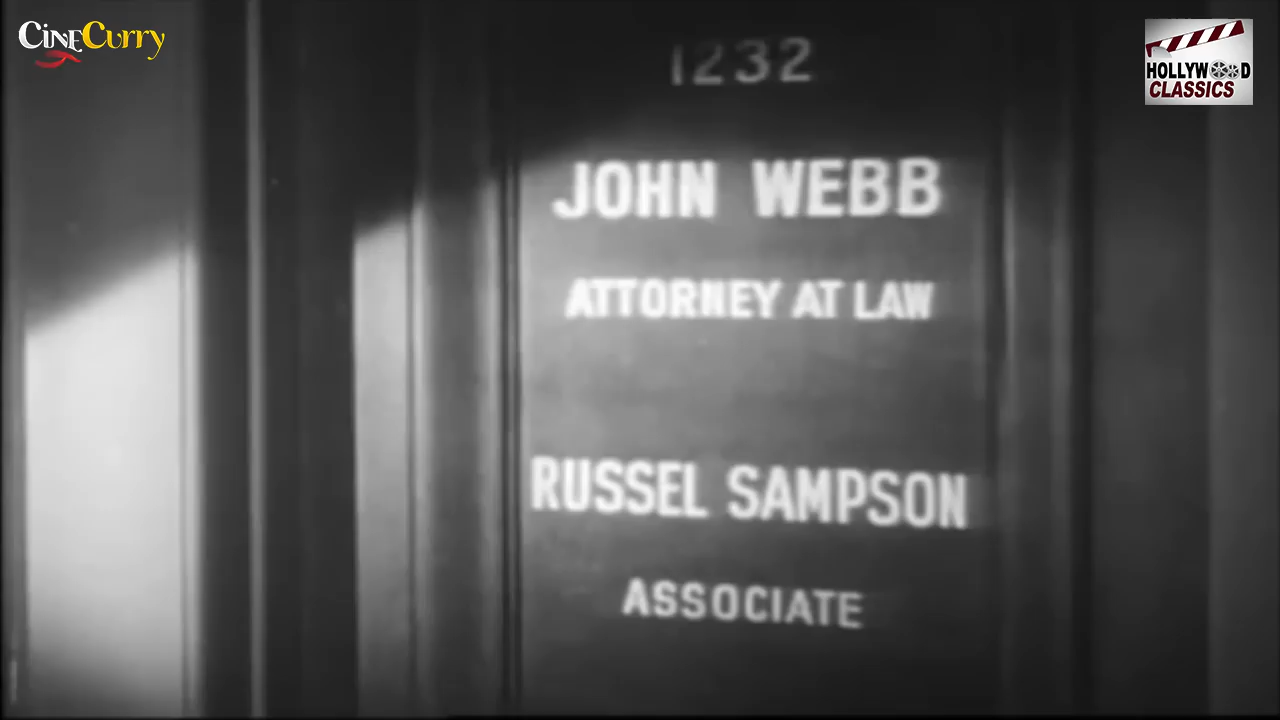 CINECURRY
HOLLYWOOD
CLASSICS
1232
JOHN WEBB
ATTORNEY AT LAW
RUSSEL SAMPSON
ASSOCIATE